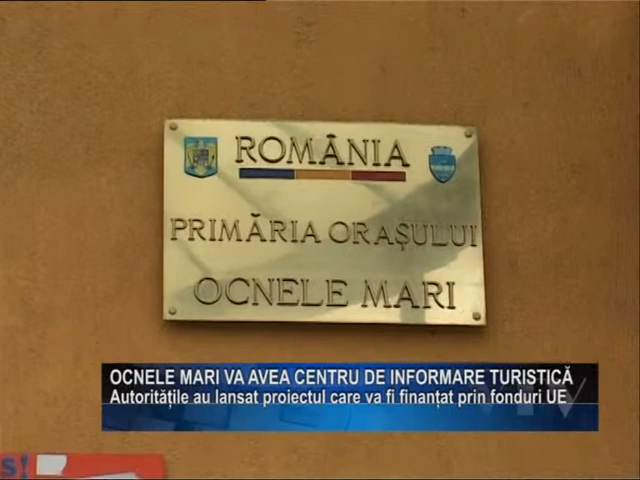 ROMÂNIA
PRIMĂRIA ORAȘULUI
OCNELE MARI
OCNELE MARI VA AVEA CENTRU DE INFORMARE TURISTICĂ
Autoritățile au lansat proiectul care va fi finanțat prin fonduri UE
S!